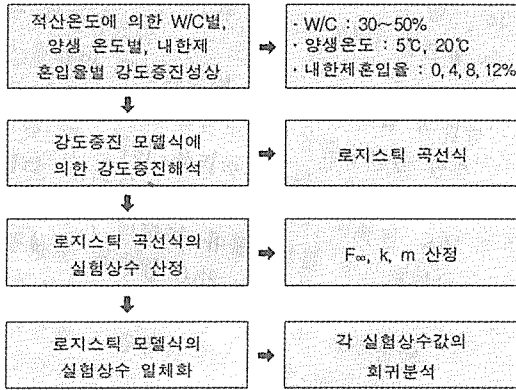 적산온도에 의한 W/C별,
양생 온도별, 내한제
혼입율별 강도증진성상
· W/C : 30~50%
· 양생온도 : 5℃, 20℃
· 내한제혼입율 : 0, 4, 8, 12%
강도증진 모델식에
의한 강도증진해석
로지스틱 곡선식
로지스틱 곡선식의
실험상수 산정
F∞, k, m 산정
로지스틱 모델식의
실험상수 일체화
각 실험상수값의
회귀분석